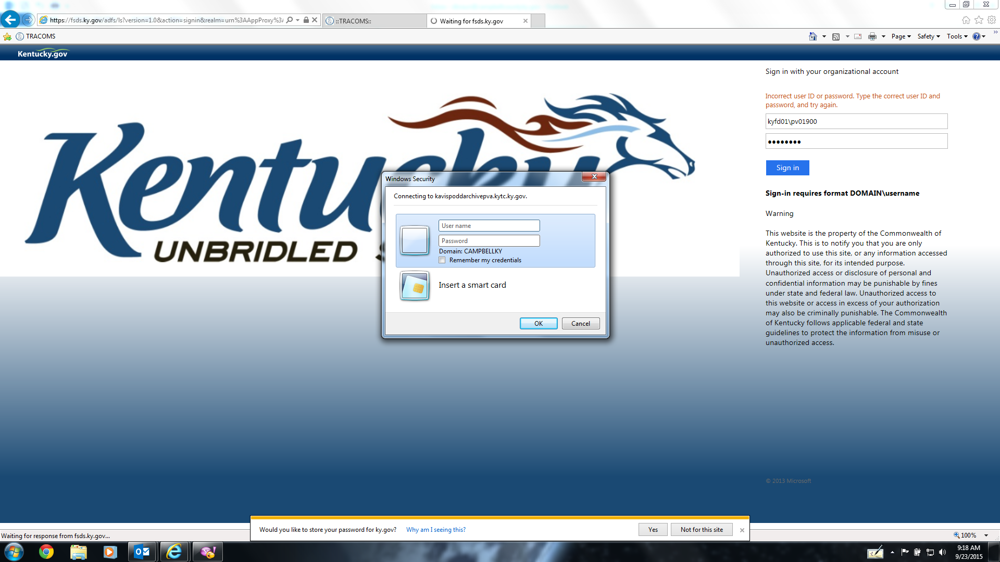 https://fsds.ky.gov/adfs/ls?version=1.0&action=signin&realm=urn%3AAppProxy%3A
::TRACOMS::
Waiting for fsds.ky.gov
TRACOMS
Page
Safety
Tools
Kentucky.gov
Kentucky
UNBRIDLED S
Sign in with your organizational account
Incorrect user ID or password. Type the correct user ID and
password, and try again.
kyfd01\pv01900
••••••••
Sign in
Sign-in requires format DOMAIN\username
Warning
This website is the property of the Commonwealth of
Kentucky. This is to notify you that you are only
authorized to use this site, or any information accessed
through this site, for its intended purpose.
Unauthorized access or disclosure of personal and
confidential information may be punishable by fines
under state and federal law. Unauthorized access to
this website or access in excess of your authorization
may also be criminally punishable. The Commonwealth
of Kentucky follows applicable federal and state
guidelines to protect the information from misuse or
unauthorized access.
© 2013 Microsoft
Windows Security
Connecting to kavispoddarchivepva.kytc.ky.gov.
User name
Password
Domain: CAMPBELLKY
Remember my credentials
Insert a smart card
OK
Cancel
Would you like to store your password for ky.gov?
Why am I seeing this?
Yes
Not for this site
Waiting for response from fsds.ky.gov...
100%
9:18 AM
9/23/2015